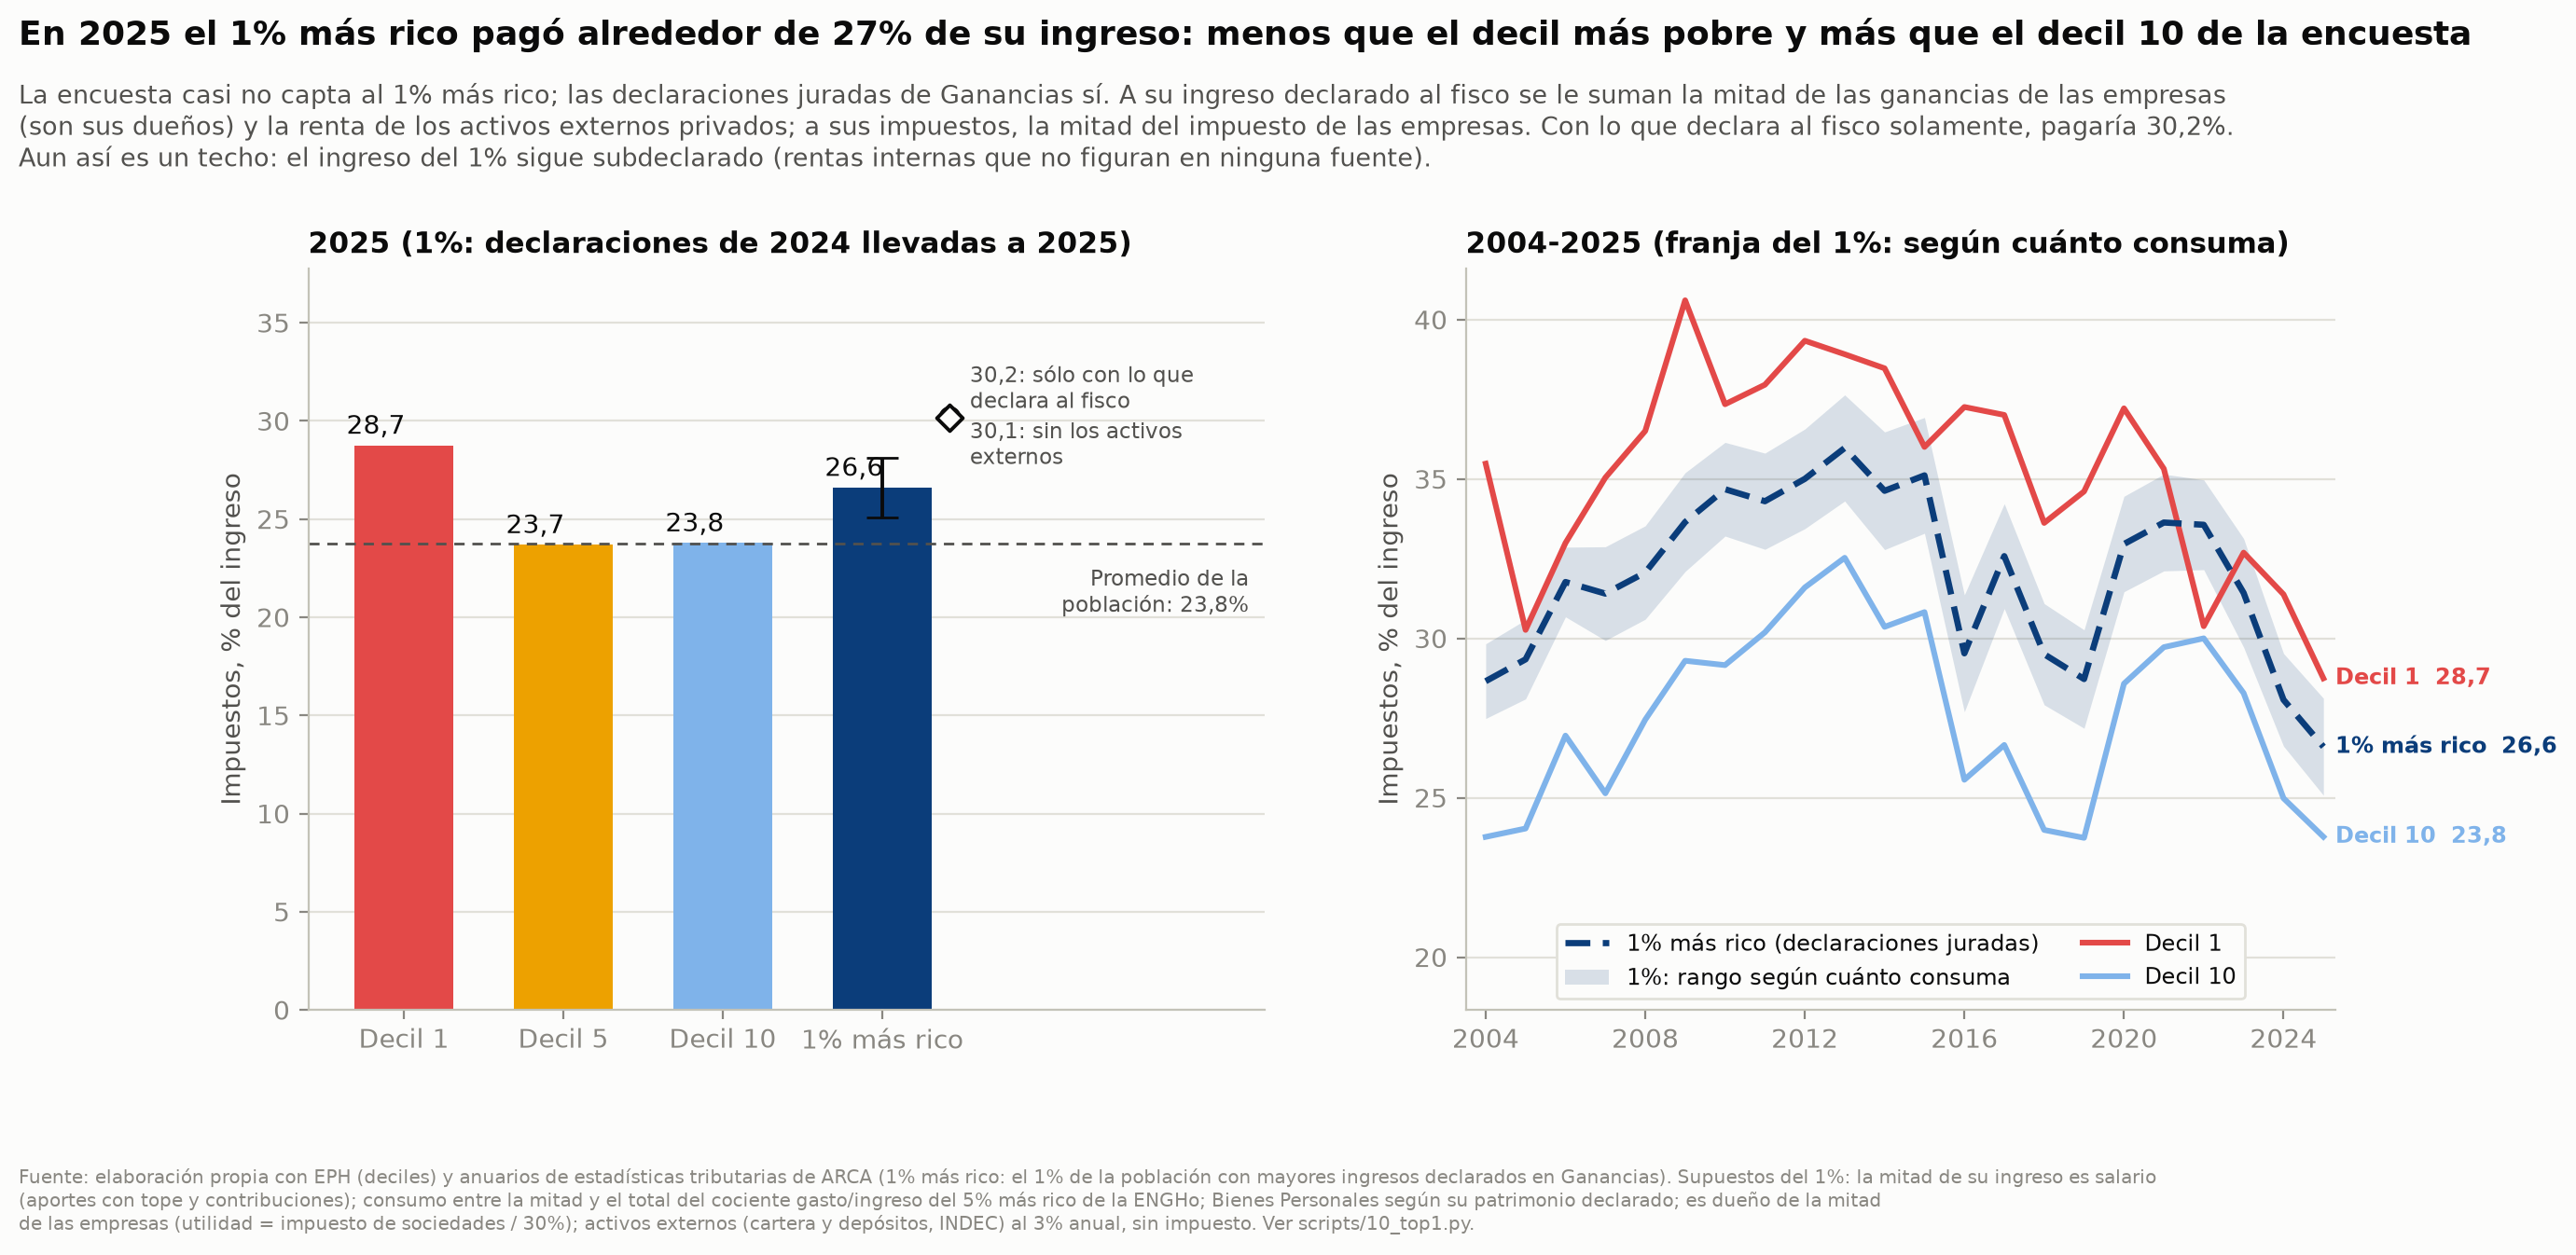 En 2025 el 1% más rico pagó alrededor de 27% de su ingreso: menos que el decil más pobre y más que el decil 10 de la encuesta
La encuesta casi no capta al 1% más rico; las declaraciones juradas de Ganancias sí. A su ingreso declarado al fisco se le suman la mitad de las ganancias de las empresas
(son sus dueños) y la renta de los activos externos privados; a sus impuestos, la mitad del impuesto de las empresas. Con lo que declara al fisco solamente, pagaría 30,2%.
Aun así es un techo: el ingreso del 1% sigue subdeclarado (rentas internas que no figuran en ninguna fuente).
2025 (1%: declaraciones de 2024 llevadas a 2025)
Impuestos, % del ingreso
35
30
25
20
15
10
5
0
28,7
23,7
23,8
26,6
30,2: sólo con lo que
declara al fisco
30,1: sin los activos
externos
Promedio de la
población: 23,8%
Decil 1
Decil 5
Decil 10
1% más rico
2004-2025 (franja del 1%: según cuánto consuma)
Impuestos, % del ingreso
40
35
30
25
20
Decil 1 28,7
1% más rico 26,6
Decil 10 23,8
1% más rico (declaraciones juradas)
1%: rango según cuánto consuma
Decil 1
Decil 10
2004
2008
2012
2016
2020
2024
Fuente: elaboración propia con EPH (deciles) y anuarios de estadísticas tributarias de ARCA (1% más rico: el 1% de la población con mayores ingresos declarados en Ganancias). Supuestos del 1%: la mitad de su ingreso es salario
(aportes con tope y contribuciones); consumo entre la mitad y el total del cociente gasto/ingreso del 5% más rico de la ENGHo; Bienes Personales según su patrimonio declarado; es dueño de la mitad
de las empresas (utilidad = impuesto de sociedades / 30%); activos externos (cartera y depósitos, INDEC) al 3% anual, sin impuesto. Ver scripts/10_top1.py.